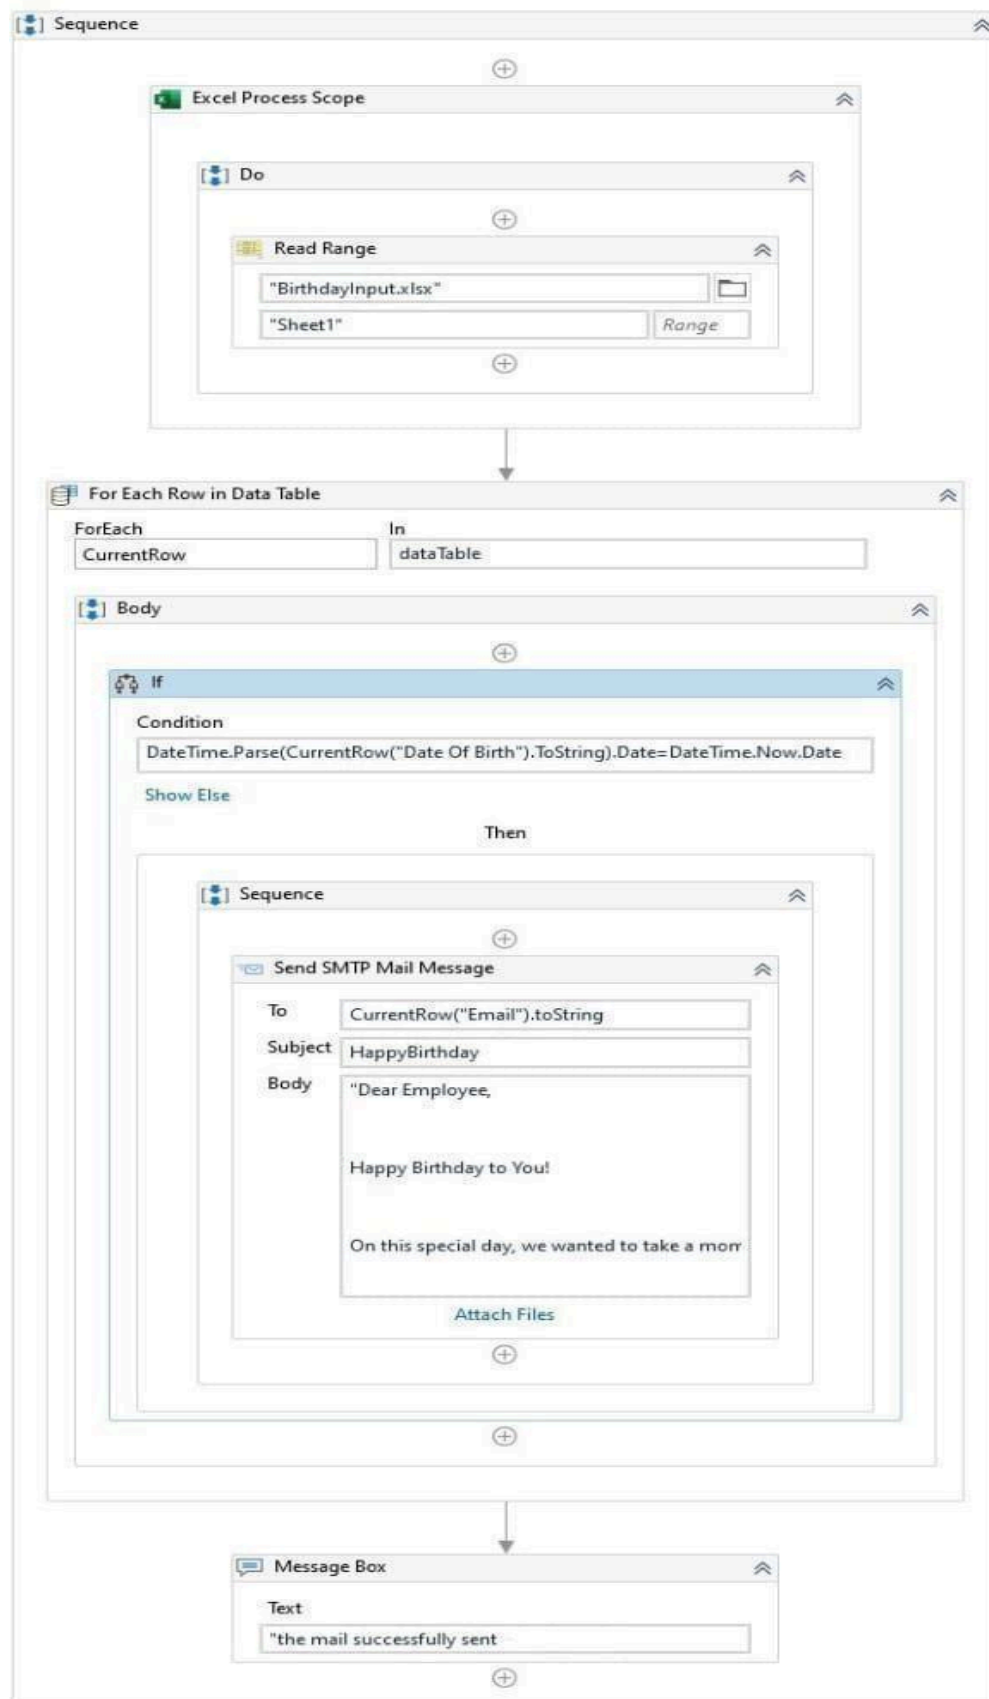 Sequence
Excel Process Scope
Do
Read Range
"BirthdayInput.xlsx"
"Sheet1" Range
For Each Row in Data Table
ForEach In
CurrentRow dataTable
Body
If
Condition
DateTime.Parse(CurrentRow("Date Of Birth").ToString).Date=DateTime.Now.Date
Show Else
Then
Sequence
Send SMTP Mail Message
To CurrentRow("Email").toString
Subject HappyBirthday
Body "Dear Employee,
Happy Birthday to You!
On this special day, we wanted to take a mom
Attach Files
Message Box
Text
"the mail successfully sent